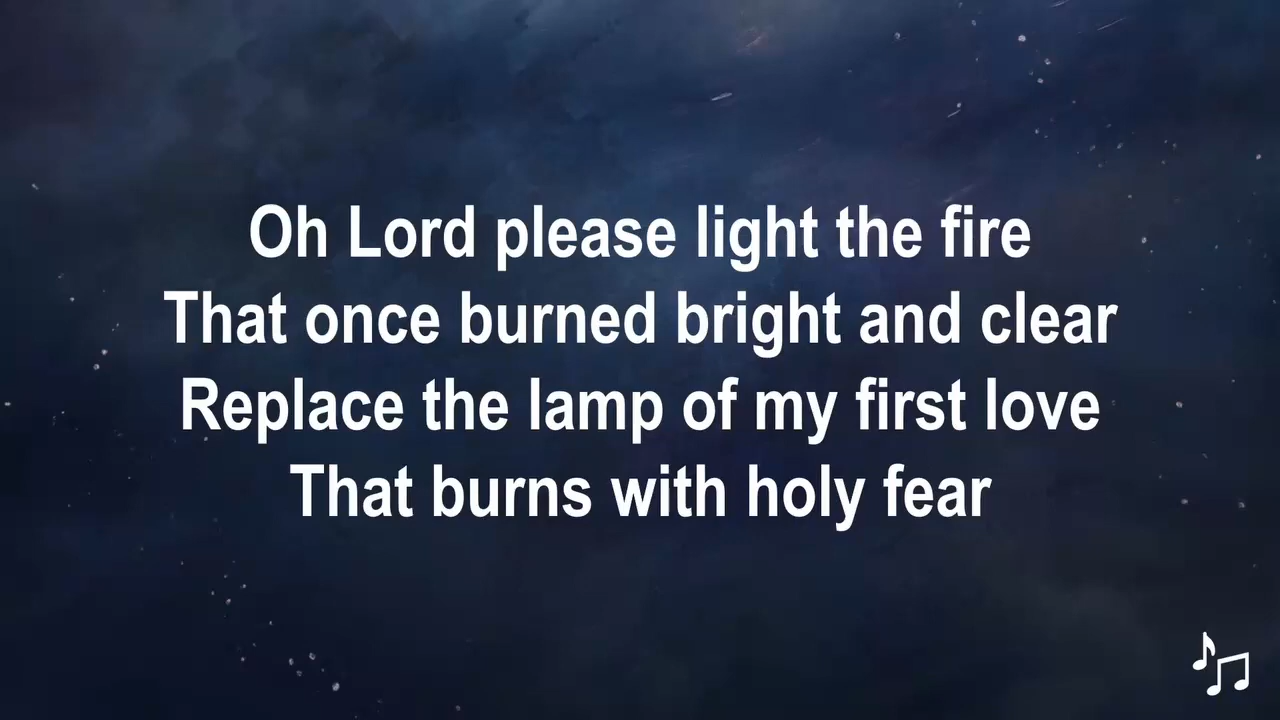 Oh Lord please light the fire
That once burned bright and clear
Replace the lamp of my first love
That burns with holy fear